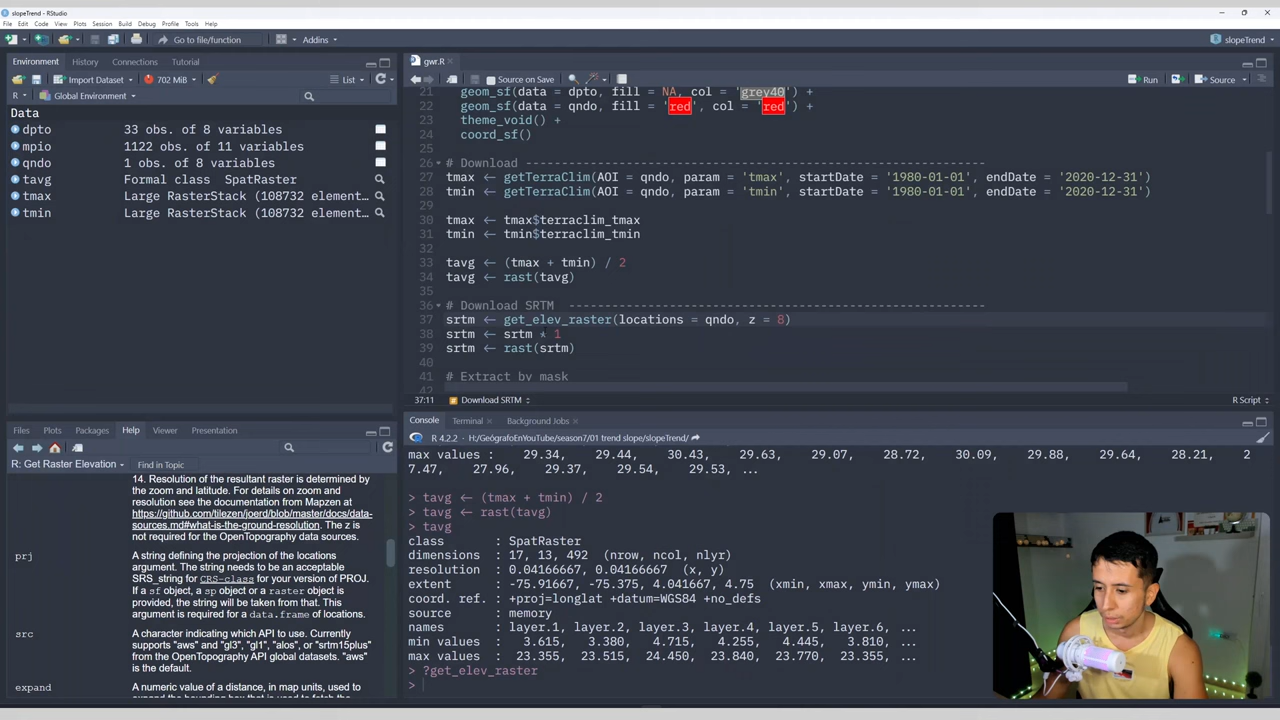 slopeTrend - RStudio
File Edit Code View Plots Session Build Debug Profile Tools Help
Go to file/function Addins slopeTrend
Environment History Connections Tutorial
Import Dataset 702 MiB List
R Global Environment
Data
dpto 33 obs. of 8 variables
mpio 1122 obs. of 11 variables
qndo 1 obs. of 8 variables
tavg Formal class SpatRaster
tmax Large RasterStack (108732 element...
tmin Large RasterStack (108732 element...
gwr.R
Source on Save Run Source
21 geom_sf(data = dpto, fill = NA, col = 'grey40') +
22 geom_sf(data = qndo, fill = 'red', col = 'red') +
23 theme_void() +
24 coord_sf()
25
26 # Download ----------------------------------------------------------------
27 tmax ← getTerraClim(AOI = qndo, param = 'tmax', startDate = '1980-01-01', endDate = '2020-12-31')
28 tmin ← getTerraClim(AOI = qndo, param = 'tmin', startDate = '1980-01-01', endDate = '2020-12-31')
29
30 tmax ← tmax$terraclim_tmax
31 tmin ← tmin$terraclim_tmin
32
33 tavg ← (tmax + tmin) / 2
34 tavg ← rast(tavg)
35
36 # Download SRTM ----------------------------------------------------------
37 srtm ← get_elev_raster(locations = qndo, z = 8)
38 srtm ← srtm * 1
39 srtm ← rast(srtm)
40
41 # Extract by mask
42
37:11 Download SRTM R Script
Files Plots Packages Help Viewer Presentation
R: Get Raster Elevation Find in Topic
14. Resolution of the resultant raster is determined by
the zoom and latitude. For details on zoom and
resolution see the documentation from Mapzen at
https://github.com/tilezen/joerd/blob/master/docs/data-
sources.md#what-is-the-ground-resolution. The z is
not required for the OpenTopography data sources.
prj A string defining the projection of the locations
argument. The string needs to be an acceptable
SRS_string for CRS-class for your version of PROJ.
If a sf object, a sp object or a raster object is
provided, the string will be taken from that. This
argument is required for a data.frame of locations.
src A character indicating which API to use. Currently
supports "aws" and "gl3", "gl1", "alos", or "srtm15plus"
from the OpenTopography API global datasets. "aws"
is the default.
expand A numeric value of a distance, in map units, used to
Console Terminal Background Jobs
R 4.2.2 · H:/GeógrafoEnYouTube/season7/01 trend slope/slopeTrend/
max values : 29.34, 29.44, 30.43, 29.63, 29.07, 28.72, 30.09, 29.88, 29.64, 28.21, 2
7.47, 27.96, 29.37, 29.54, 29.53, ...
> tavg ← (tmax + tmin) / 2
> tavg ← rast(tavg)
> tavg
class : SpatRaster
dimensions : 17, 13, 492 (nrow, ncol, nlyr)
resolution : 0.04166667, 0.04166667 (x, y)
extent : -75.91667, -75.375, 4.041667, 4.75 (xmin, xmax, ymin, ymax)
coord. ref. : +proj=longlat +datum=WGS84 +no_defs
source : memory
names : layer.1, layer.2, layer.3, layer.4, layer.5, layer.6, ...
min values : 3.615, 3.380, 4.715, 4.255, 4.445, 3.810, ...
max values : 23.355, 23.515, 24.450, 23.840, 23.770, 23.355, ...
> ?get_elev_raster
>